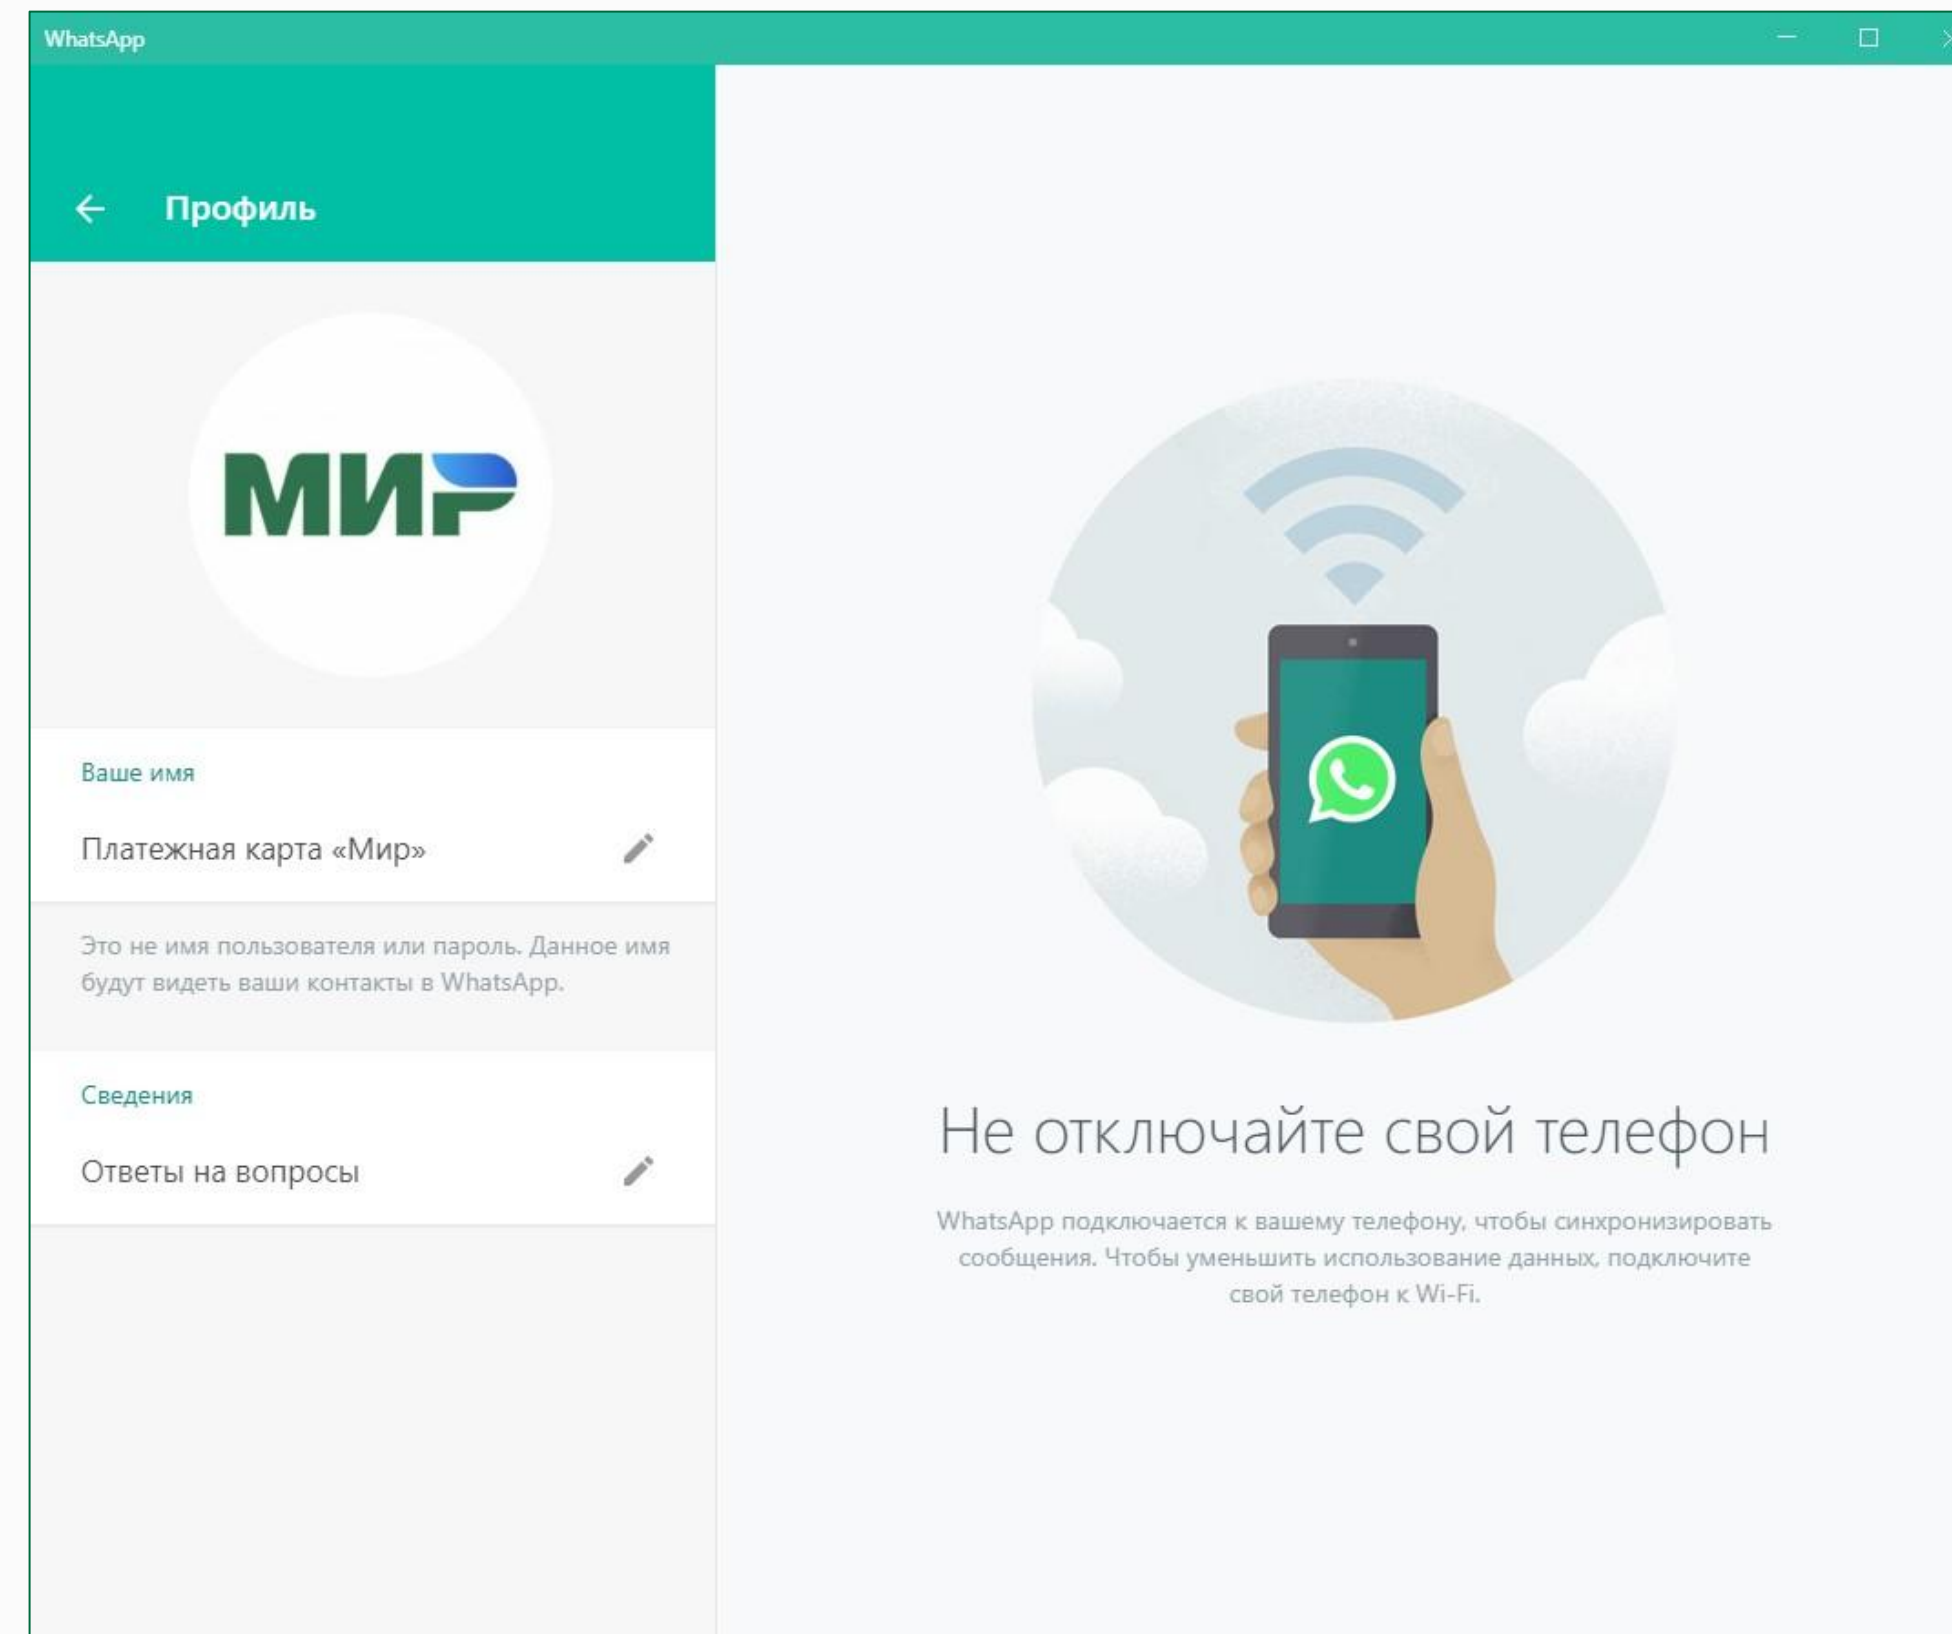 WhatsApp
Профиль
МИР
Ваше имя
Платежная карта «Мир»
Это не имя пользователя или пароль. Данное имя
будут видеть ваши контакты в WhatsApp.
Сведения
Ответы на вопросы
Не отключайте свой телефон
WhatsApp подключается к вашему телефону, чтобы синхронизировать
сообщения. Чтобы уменьшить использование данных, подключите
свой телефон к Wi-Fi.